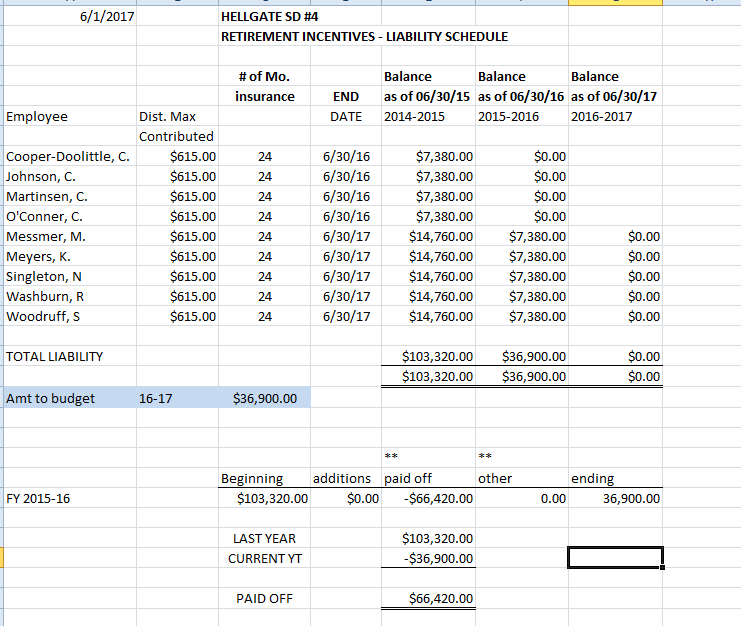 6/1/2017 HELLGATE SD #4
RETIREMENT INCENTIVES - LIABILITY SCHEDULE
# of Mo. Balance Balance Balance
insurance END as of 06/30/15 as of 06/30/16 as of 06/30/17
Employee Dist. Max DATE 2014-2015 2015-2016 2016-2017
Contributed
Cooper-Doolittle, C. $615.00 24 6/30/16 $7,380.00 $0.00
Johnson, C. $615.00 24 6/30/16 $7,380.00 $0.00
Martinsen, C. $615.00 24 6/30/16 $7,380.00 $0.00
O'Conner, C. $615.00 24 6/30/16 $7,380.00 $0.00
Messmer, M. $615.00 24 6/30/17 $14,760.00 $7,380.00 $0.00
Meyers, K. $615.00 24 6/30/17 $14,760.00 $7,380.00 $0.00
Singleton, N $615.00 24 6/30/17 $14,760.00 $7,380.00 $0.00
Washburn, R $615.00 24 6/30/17 $14,760.00 $7,380.00 $0.00
Woodruff, S $615.00 24 6/30/17 $14,760.00 $7,380.00 $0.00
TOTAL LIABILITY $103,320.00 $36,900.00 $0.00
$103,320.00 $36,900.00 $0.00
Amt to budget 16-17 $36,900.00
** **
Beginning additions paid off other ending
FY 2015-16 $103,320.00 $0.00 -$66,420.00 0.00 36,900.00
LAST YEAR $103,320.00
CURRENT YT -$36,900.00
PAID OFF $66,420.00